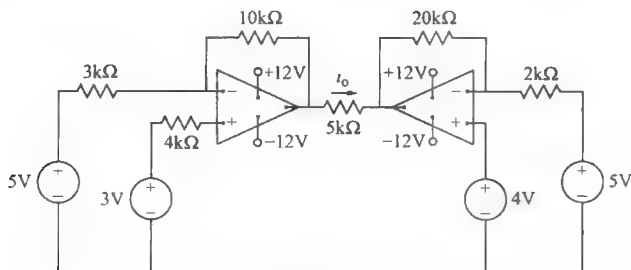 10kΩ 20kΩ
3kΩ +12V i₀ +12V 2kΩ
− −
+ +
4kΩ −12V 5kΩ −12V
5V + − 3V + − 4V + − 5V + −